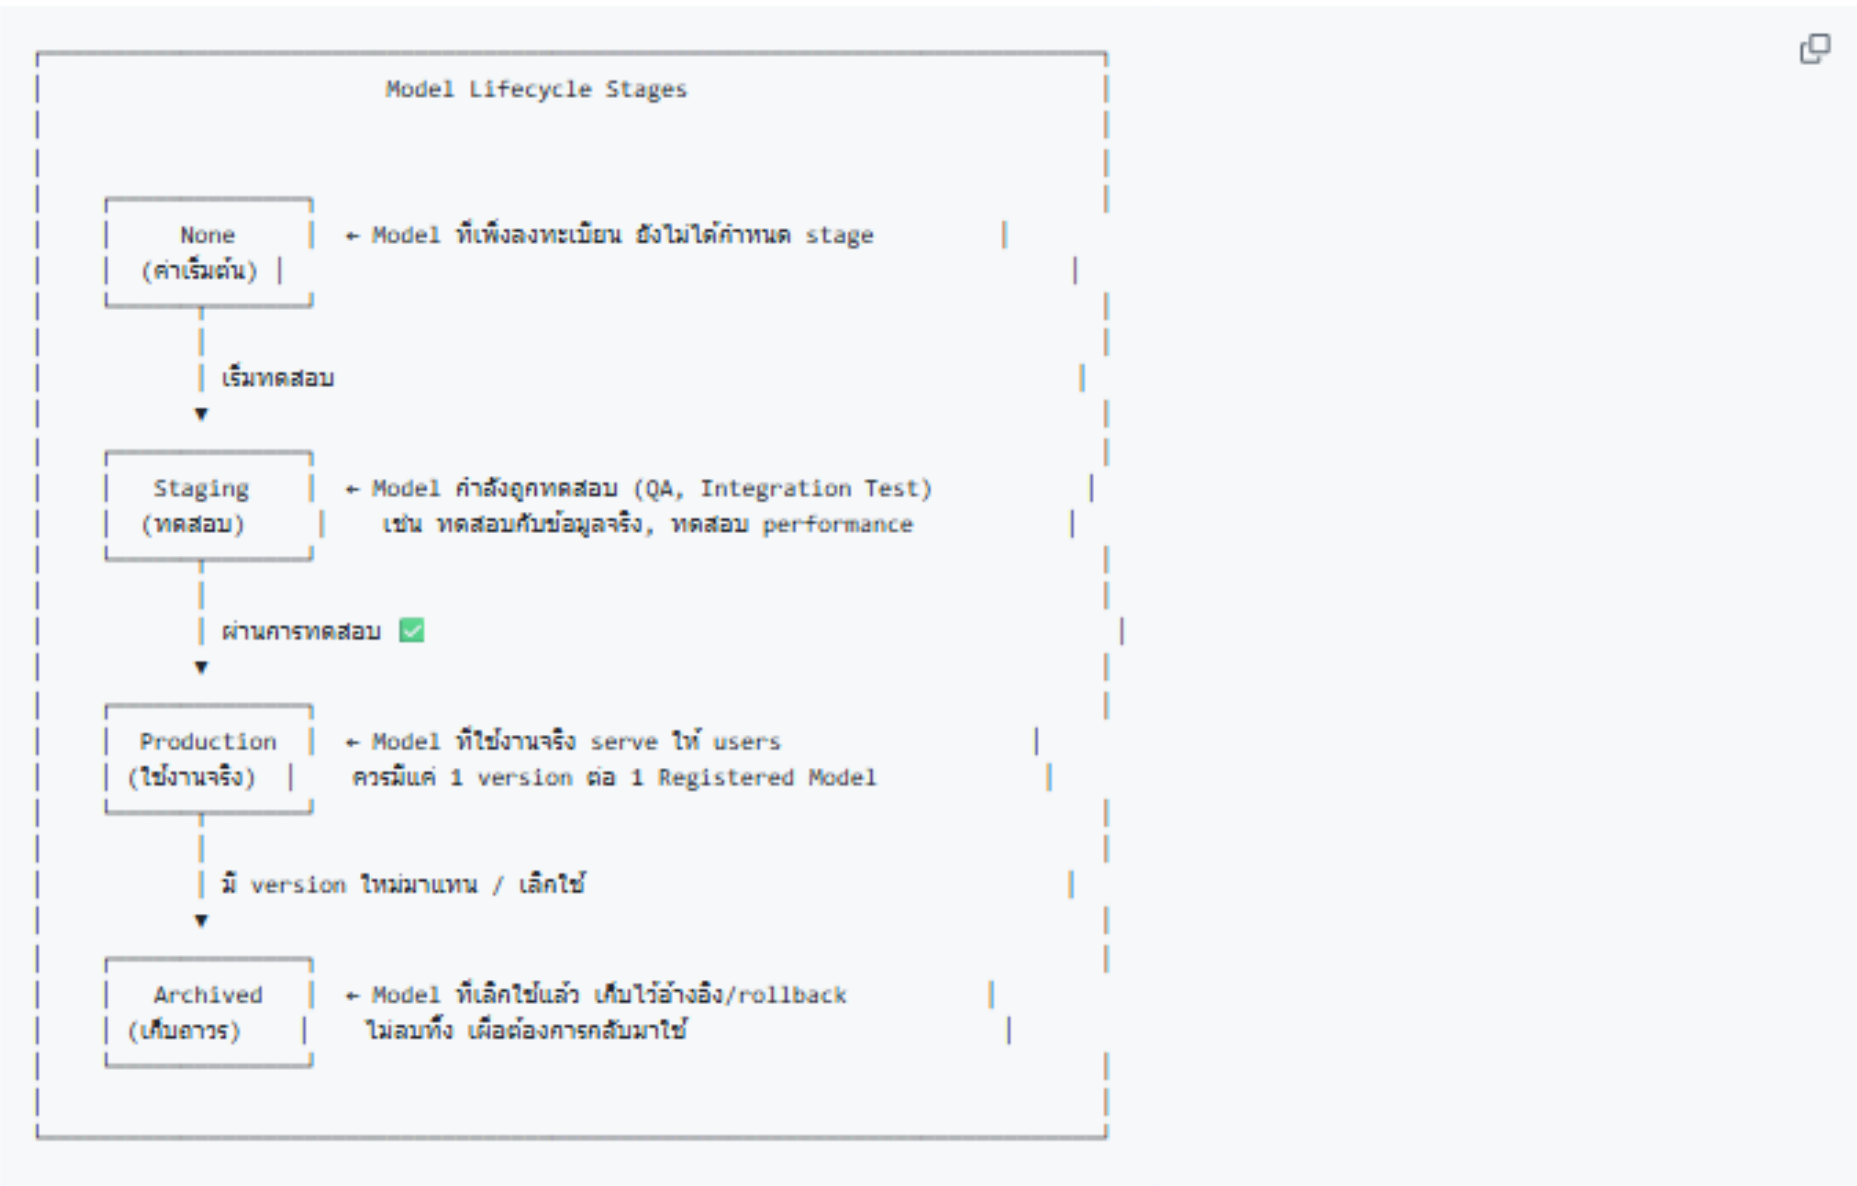 Model Lifecycle Stages
None ← Model ที่เพิ่งลงทะเบียน ยังไม่ได้กำหนด stage
(ค่าเริ่มต้น)
เริ่มทดสอบ
▼
Staging ← Model กำลังถูกทดสอบ (QA, Integration Test)
(ทดสอบ) เช่น ทดสอบกับข้อมูลจริง, ทดสอบ performance
ผ่านการทดสอบ ✅
▼
Production ← Model ที่ใช้งานจริง serve ให้ users
(ใช้งานจริง) ควรมีแค่ 1 version ต่อ 1 Registered Model
มี version ใหม่มาแทน / เลิกใช้
▼
Archived ← Model ที่เลิกใช้แล้ว เก็บไว้อ้างอิง/rollback
(เก็บถาวร) ไม่ลบทิ้ง เผื่อต้องการกลับมาใช้